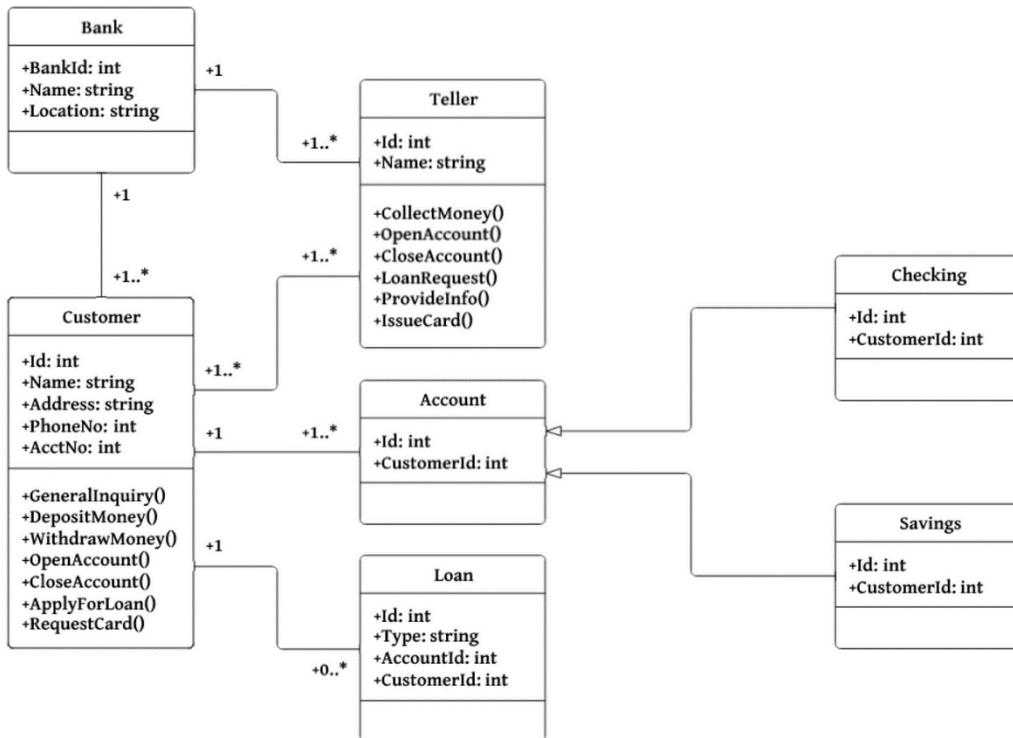 Bank
+BankId: int
+Name: string
+Location: string
+1
+1..*
Teller
+Id: int
+Name: string
+CollectMoney()
+OpenAccount()
+CloseAccount()
+LoanRequest()
+ProvideInfo()
+IssueCard()
+1
+1..*
Customer
+Id: int
+Name: string
+Address: string
+PhoneNo: int
+AcctNo: int
+GeneralInquiry()
+DepositMoney()
+WithdrawMoney()
+OpenAccount()
+CloseAccount()
+ApplyForLoan()
+RequestCard()
+1..*
+1..*
+1
+1..*
Account
+Id: int
+CustomerId: int
+1
+0..*
Loan
+Id: int
+Type: string
+AccountId: int
+CustomerId: int
Checking
+Id: int
+CustomerId: int
Savings
+Id: int
+CustomerId: int